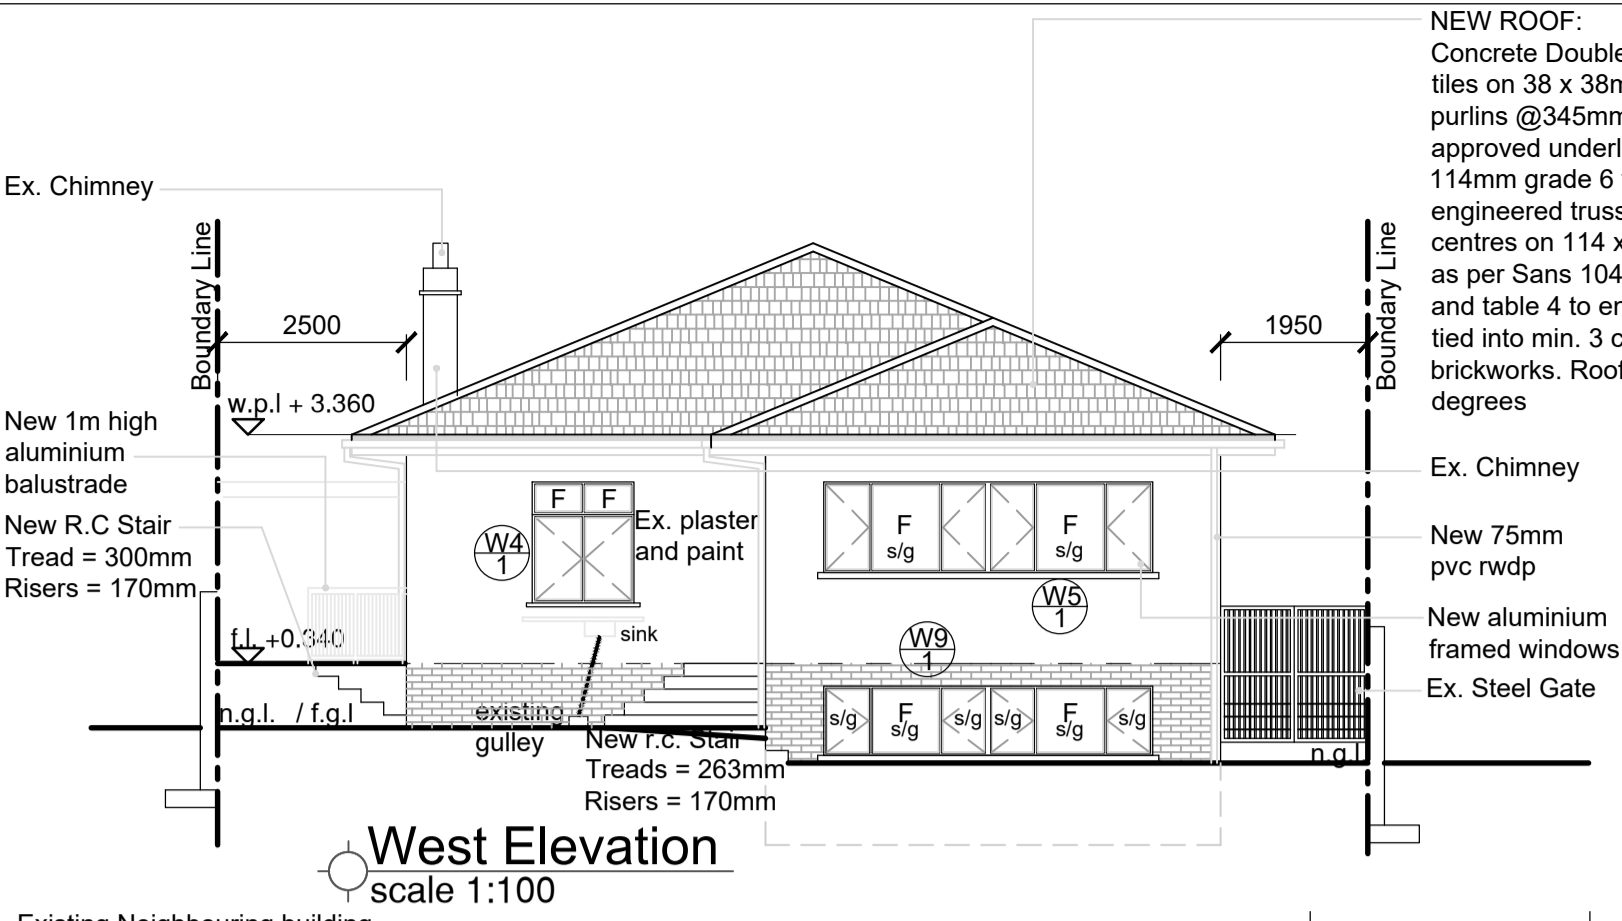 NEW ROOF:
Concrete Double
tiles on 38 x 38m
purlins @345mm
approved underl
114mm grade 6
engineered truss
centres on 114 x
as per Sans 104
and table 4 to en
tied into min. 3 c
brickworks. Roof
degrees
Ex. Chimney
Boundary Line
2500
1950
Boundary Line
w.p.l + 3.360
New 1m high
aluminium
balustrade
Ex. Chimney
New R.C Stair
Tread = 300mm
Risers = 170mm
F F
Ex. plaster
and paint
W4
1
F
s/g
F
s/g
New 75mm
pvc rwdp
W5
1
New aluminium
framed windows
f.l. +0.340
sink
W9
1
Ex. Steel Gate
n.g.l. / f.g.l
existing
gulley
s/g
F
s/g
s/g
s/g
F
s/g
s/g
n.g.l.
New r.c. Stair
Treads = 263mm
Risers = 170mm
West Elevation
scale 1:100
Existing Neighbouring building